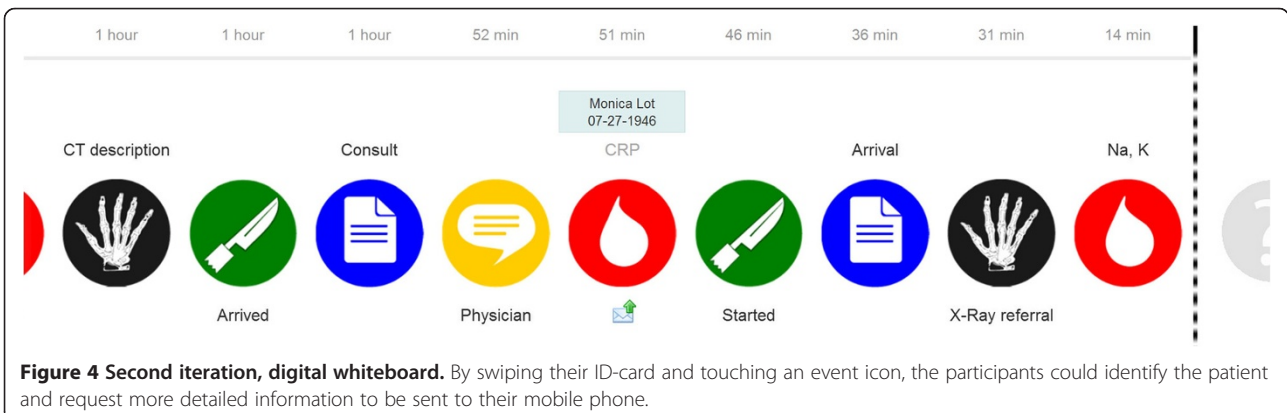 1 hour 1 hour 1 hour 52 min 51 min 46 min 36 min 31 min 14 min
Monica Lot
07-27-1946
CT description Consult CRP Arrival Na, K
?
Arrived Physician Started X-Ray referral
Figure 4 Second iteration, digital whiteboard. By swiping their ID-card and touching an event icon, the participants could identify the patient
and request more detailed information to be sent to their mobile phone.